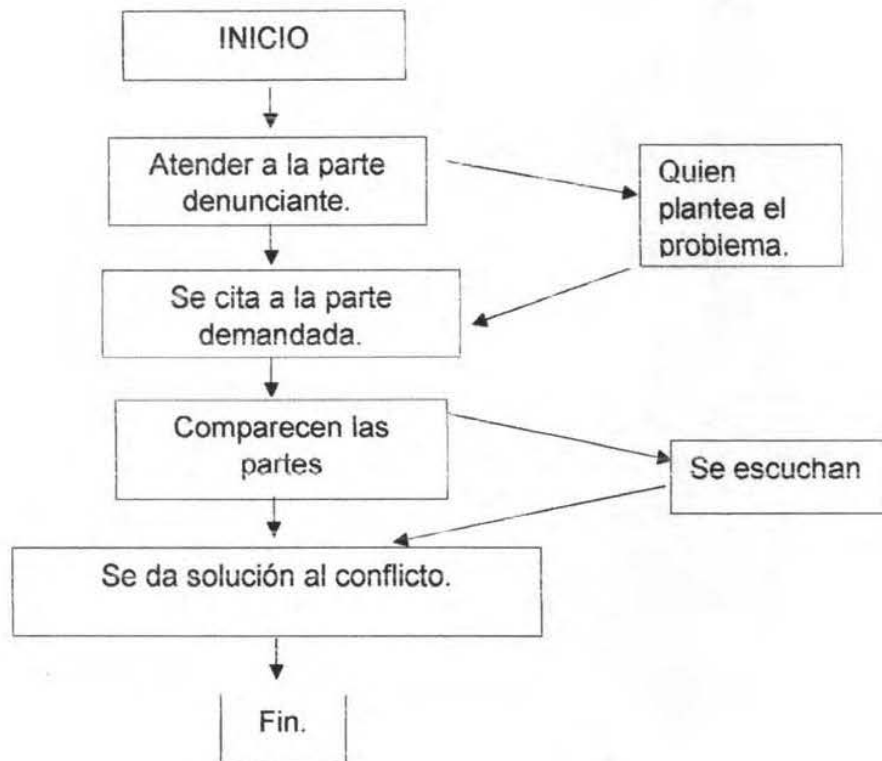 INICIO
Atender a la parte
denunciante.
Quien
plantea el
problema.
Se cita a la parte
demandada.
Comparecen las
partes
Se escuchan
Se da solución al conflicto.
Fin.